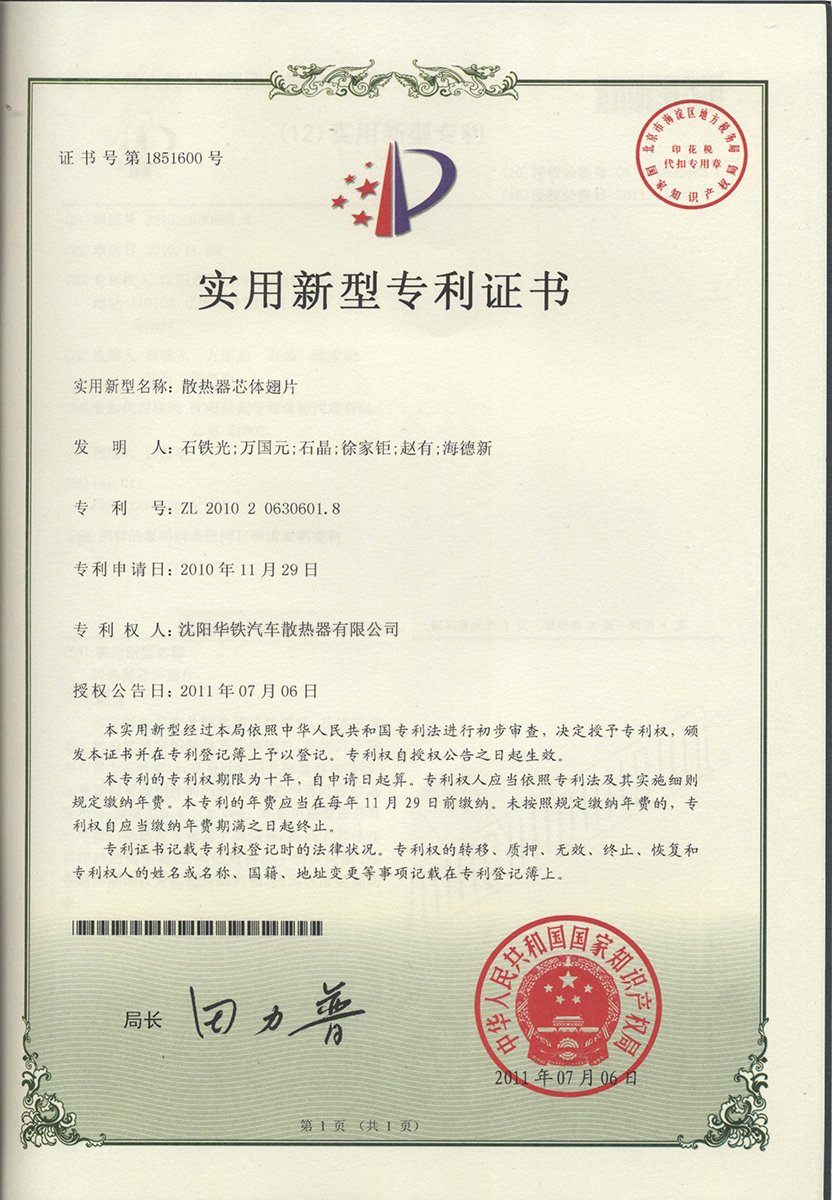 证书号第1851600号
北京市海淀区地方税务局
印花税
代扣专用章
国家知识产权局
实用新型专利证书
实用新型名称：散热器芯体翅片
发明人：石铁光;万国元;石晶;徐家钜;赵有;海德新
专利号：ZL 2010 2 0630601.8
专利申请日：2010年11月29日
专利权人：沈阳华铁汽车散热器有限公司
授权公告日：2011年07月06日
本实用新型经过本局依照中华人民共和国专利法进行初步审查，决定授予专利权，颁
发本证书并在专利登记簿上予以登记。专利权自授权公告之日起生效。
本专利的专利权期限为十年，自申请日起算。专利权人应当依照专利法及其实施细则
规定缴纳年费。本专利的年费应当在每年11月29日前缴纳。未按照规定缴纳年费的，专
利权自应当缴纳年费期满之日起终止。
专利证书记载专利权登记时的法律状况。专利权的转移、质押、无效、终止、恢复和
专利权人的姓名或名称、国籍、地址变更等事项记载在专利登记簿上。
局长 田力普
中华人民共和国国家知识产权局
2011年07月06日
第1页（共1页）